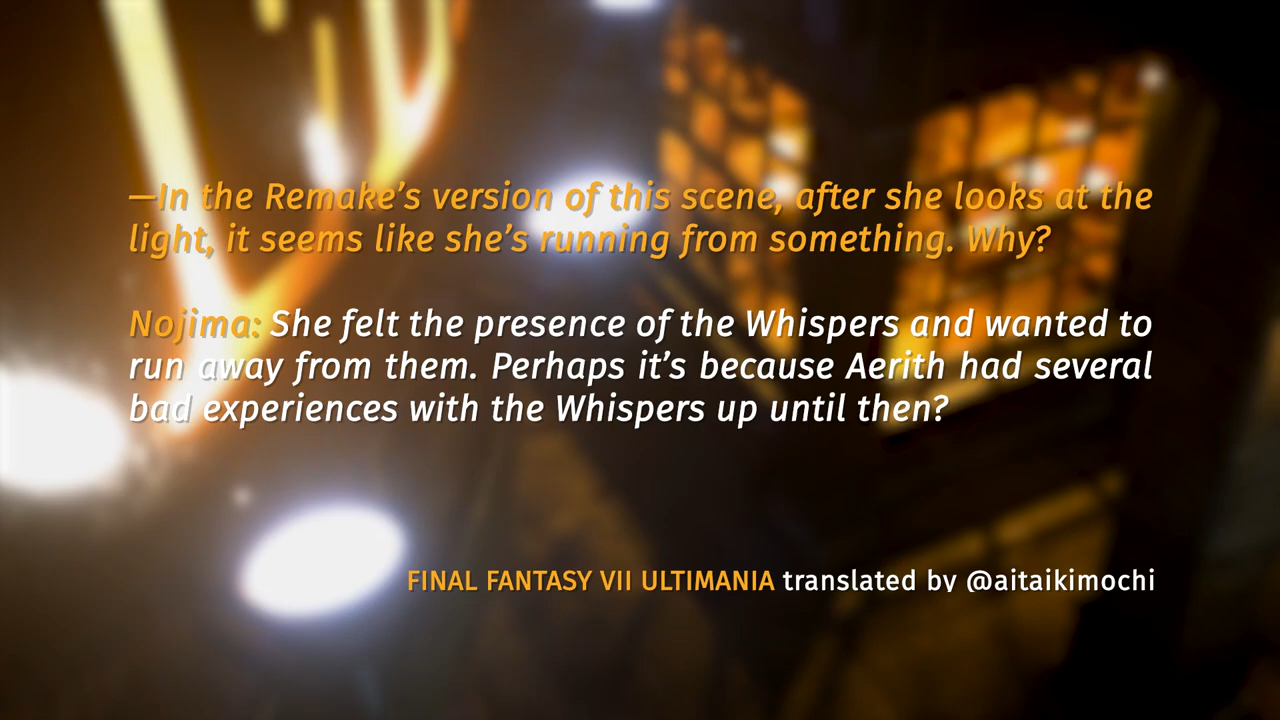 —In the Remake’s version of this scene, after she looks at the
light, it seems like she’s running from something. Why?
Nojima: She felt the presence of the Whispers and wanted to
run away from them. Perhaps it’s because Aerith had several
bad experiences with the Whispers up until then?
FINAL FANTASY VII ULTIMANIA translated by @aitaikimochi